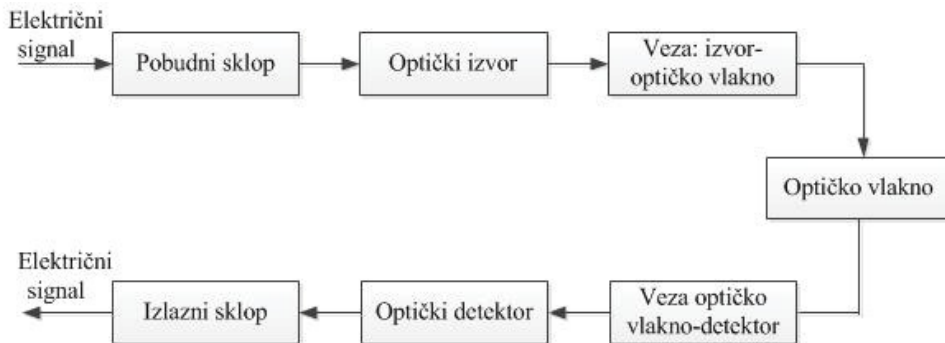 Električni
signal
Pobudni sklop
Optički izvor
Veza: izvor-
optičko vlakno
Optičko vlakno
Električni
signal
Izlazni sklop
Optički detektor
Veza optičko
vlakno-detektor